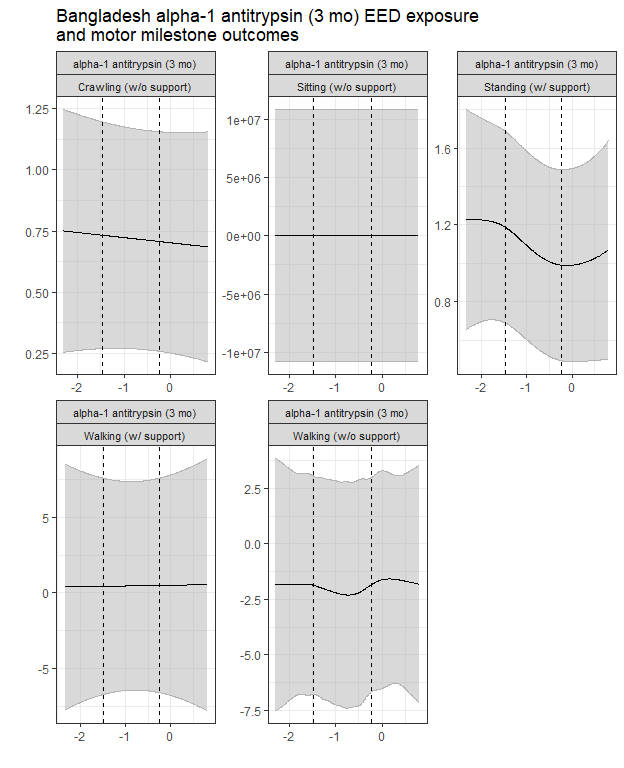 Bangladesh alpha-1 antitrypsin (3 mo) EED exposure
and motor milestone outcomes
alpha-1 antitrypsin (3 mo)
Crawling (w/o support)
1.25
1.00
0.75
0.50
0.25
-2 -1 0
alpha-1 antitrypsin (3 mo)
Sitting (w/o support)
1e+07
5e+06
0e+00
-5e+06
-1e+07
-2 -1 0
alpha-1 antitrypsin (3 mo)
Standing (w/ support)
1.6
1.2
0.8
-2 -1 0
alpha-1 antitrypsin (3 mo)
Walking (w/ support)
5
0
-5
-2 -1 0
alpha-1 antitrypsin (3 mo)
Walking (w/o support)
2.5
0.0
-2.5
-5.0
-7.5
-2 -1 0